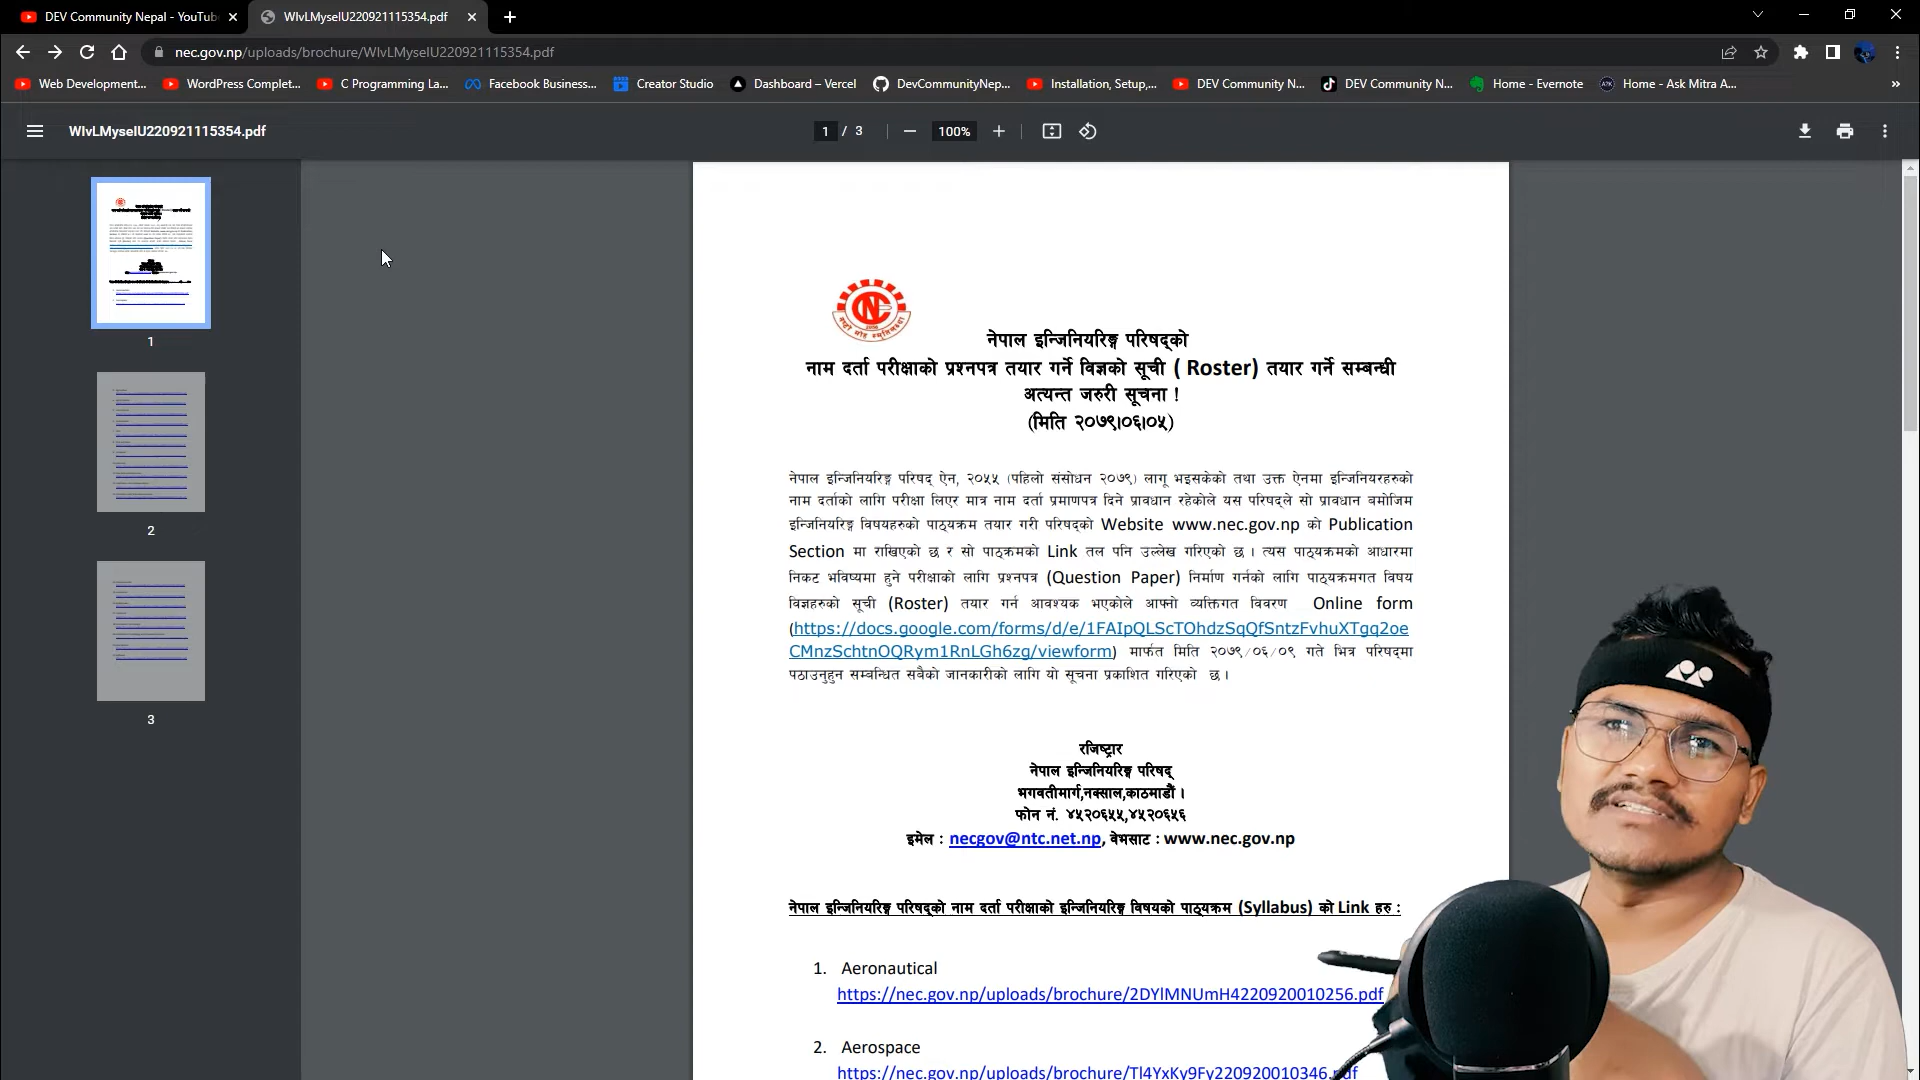 DEV Community Nepal - YouTub
WlvLMyselU220921115354.pdf
nec.gov.np/uploads/brochure/WlvLMyselU220921115354.pdf
Web Development...
WordPress Complet...
C Programming La...
Facebook Business...
Creator Studio
Dashboard – Vercel
DevCommunityNep...
Installation, Setup,...
DEV Community N...
DEV Community N...
Home - Evernote
Home - Ask Mitra A...
WlvLMyselU220921115354.pdf
1 / 3
100%
1
2
3
नेपाल इन्जिनियरिङ्ग परिषद्को
नाम दर्ता परीक्षाको प्रश्नपत्र तयार गर्ने विज्ञको सूची ( Roster) तयार गर्ने सम्बन्धी
अत्यन्त जरुरी सूचना !
(मिति २०७९।०६।०५)
नेपाल इन्जिनियरिङ्ग परिषद् ऐन, २०५५ (पहिलो संसोधन २०७९) लागू भइसकेको तथा उक्त ऐनमा इन्जिनियरहरुको
नाम दर्ताको लागि परीक्षा लिएर मात्र नाम दर्ता प्रमाणपत्र दिने प्रावधान रहेकोले यस परिषद्ले सो प्रावधान बमोजिम
इन्जिनियरिङ्ग विषयहरुको पाठ्यक्रम तयार गरी परिषद्को Website www.nec.gov.np को Publication
Section मा राखिएको छ र सो पाठ्क्रमको Link तल पनि उल्लेख गरिएको छ । त्यस पाठ्यक्रमको आधारमा
निकट भविष्यमा हुने परीक्षाको लागि प्रश्नपत्र (Question Paper) निर्माण गर्नको लागि पाठ्यक्रमगत विषय
विज्ञहरुको सूची (Roster) तयार गर्न आवश्यक भएकोले आफ्नो व्यक्तिगत विवरण Online form
(https://docs.google.com/forms/d/e/1FAIpQLScTOhdzSqQfSntzFvhuXTgq2oe
CMnzSchtnOQRym1RnLGh6zg/viewform) मार्फत मिति २०७९/०६/०९ गते भित्र परिषद्मा
पठाउनुहुन सम्बन्धित सबैको जानकारीको लागि यो सूचना प्रकाशित गरिएको छ ।
रजिष्ट्रार
नेपाल इन्जिनियरिङ्ग परिषद्
भगवतीमार्ग,नक्साल,काठमाडौं ।
फोन नं. ४५२०६५५,४५२०६५६
इमेल : necgov@ntc.net.np, वेभसाट : www.nec.gov.np
नेपाल इन्जिनियरिङ्ग परिषद्को नाम दर्ता परीक्षाको इन्जिनियरिङ्ग विषयको पाठ्यक्रम (Syllabus) को Link हरु :
1. Aeronautical
https://nec.gov.np/uploads/brochure/2DYlMNUmH4220920010256.pdf
2. Aerospace
https://nec.gov.np/uploads/brochure/Tl4YxKy9Fv220920010346.pdf